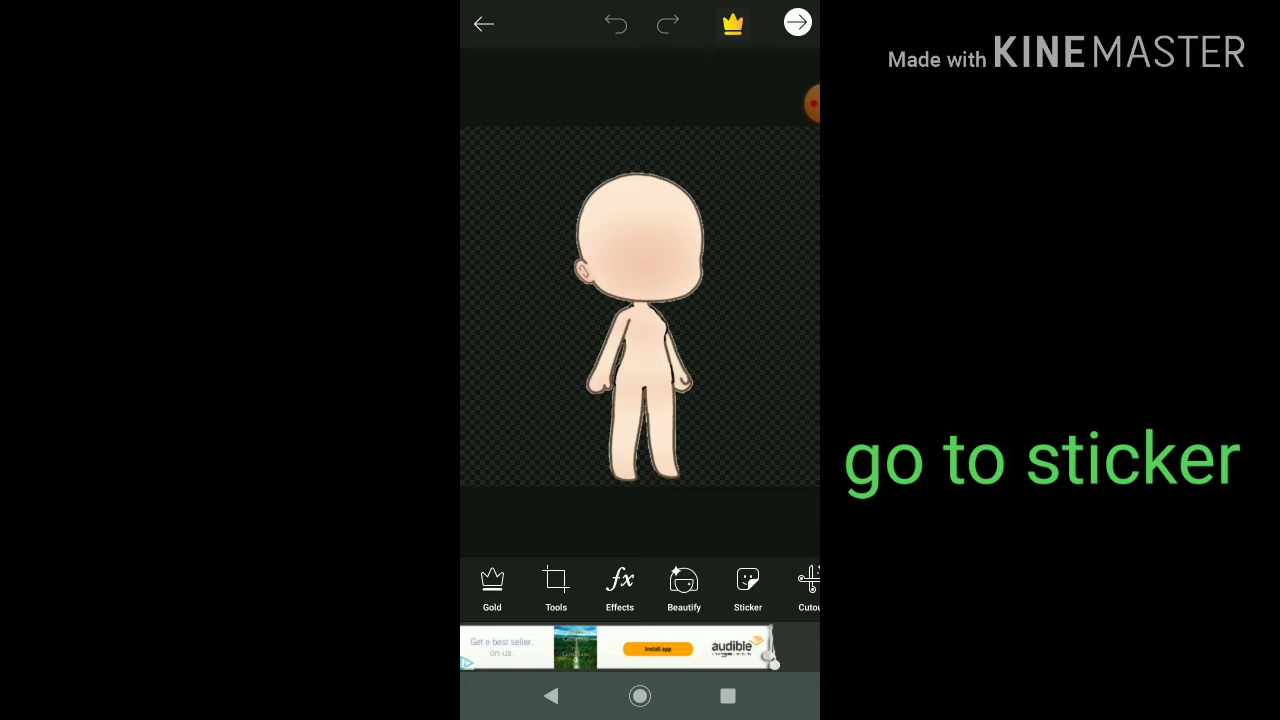 Made with KINEMASTER
go to sticker
Gold
Tools
Effects
Beautify
Sticker
Cutou
Get a best seller,
on us.
Install app
audible